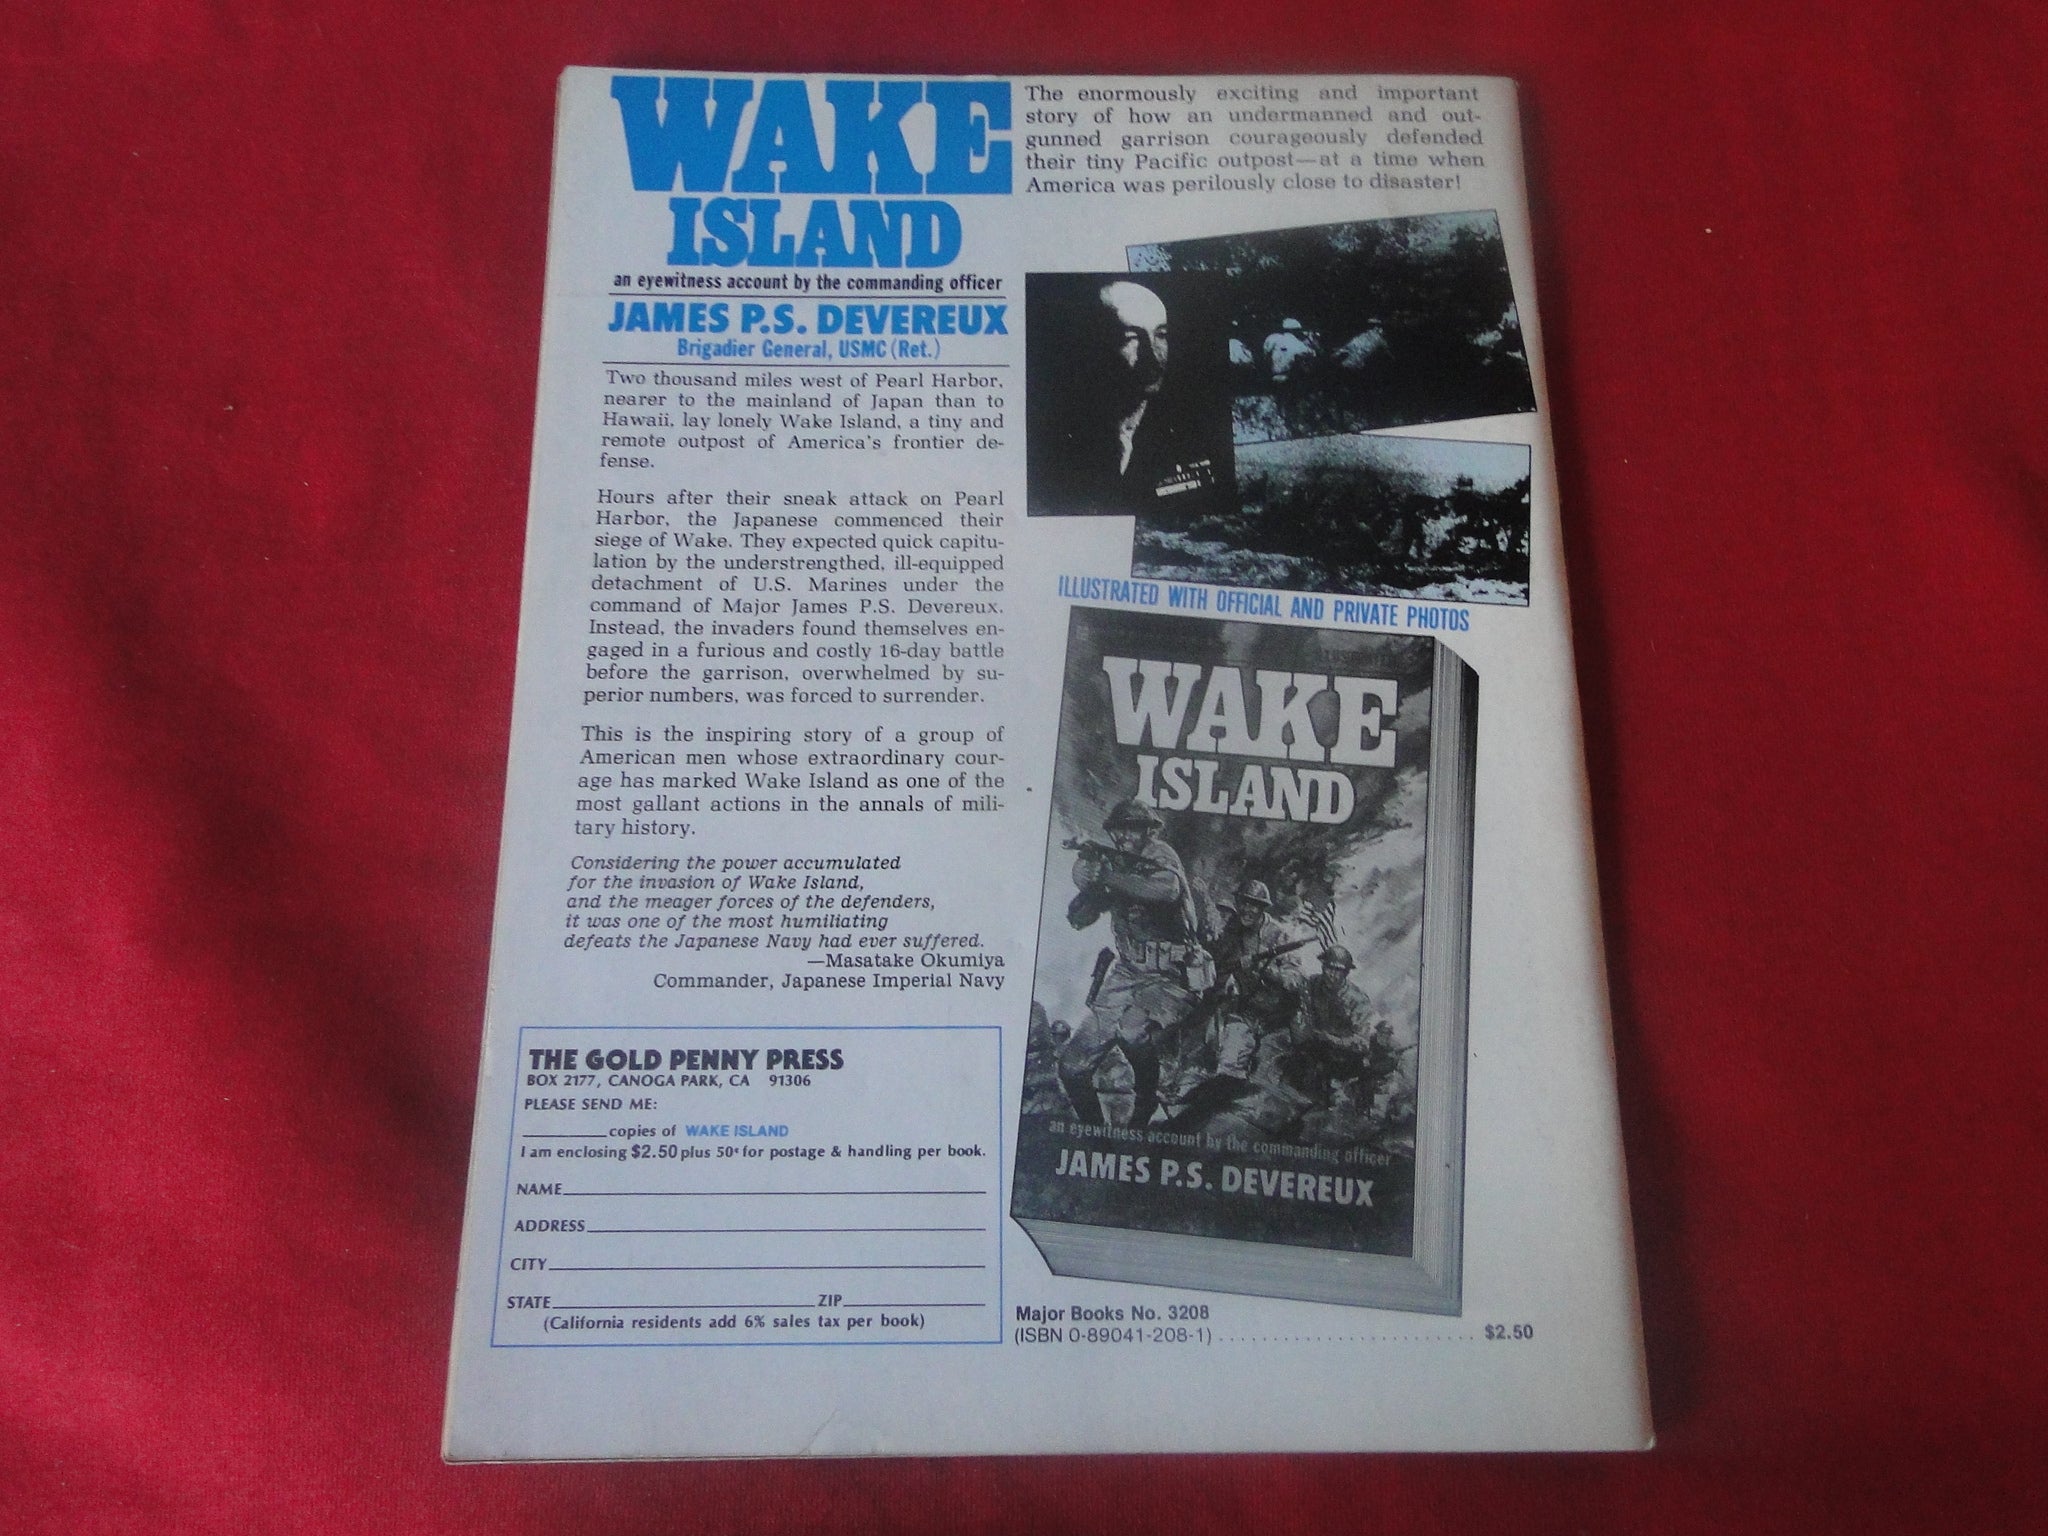 WAKE
ISLAND
an eyewitness account by the commanding officer
JAMES P.S. DEVEREUX
Brigadier General, USMC (Ret.)
Two thousand miles west of Pearl Harbor,
nearer to the mainland of Japan than to
Hawaii, lay lonely Wake Island, a tiny and
remote outpost of America's frontier de-
fense.
Hours after their sneak attack on Pearl
Harbor, the Japanese commenced their
siege of Wake. They expected quick capitu-
lation by the understrengthed, ill-equipped
detachment of U.S. Marines under the
command of Major James P.S. Devereux.
Instead, the invaders found themselves en-
gaged in a furious and costly 16-day battle
before the garrison, overwhelmed by su-
perior numbers, was forced to surrender.
This is the inspiring story of a group of
American men whose extraordinary cour-
age has marked Wake Island as one of the
most gallant actions in the annals of mili-
tary history.
Considering the power accumulated
for the invasion of Wake Island,
and the meager forces of the defenders,
it was one of the most humiliating
defeats the Japanese Navy had ever suffered.
—Masatake Okumiya
Commander, Japanese Imperial Navy
THE GOLD PENNY PRESS
BOX 2177, CANOGA PARK, CA 91306
PLEASE SEND ME:
copies of WAKE ISLAND
I am enclosing $2.50 plus 50¢ for postage & handling per book.
NAME
ADDRESS
CITY
STATE ZIP
(California residents add 6% sales tax per book)
The enormously exciting and important
story of how an undermanned and out-
gunned garrison courageously defended
their tiny Pacific outpost—at a time when
America was perilously close to disaster!
ILLUSTRATED WITH OFFICIAL AND PRIVATE PHOTOS
WAKE
ISLAND
an eyewitness account by the commanding officer
JAMES P.S. DEVEREUX
Major Books No. 3208
(ISBN 0-89041-208-1) ........................ $2.50